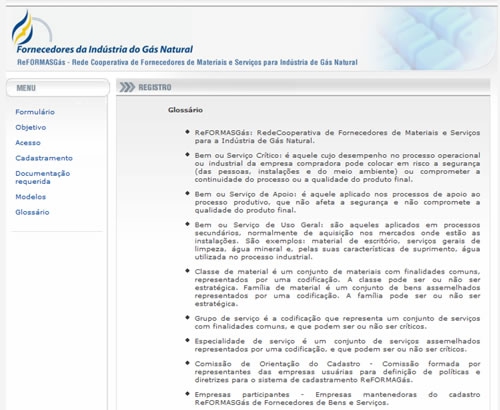 Fornecedores da Indústria do Gás Natural
ReFORMASGás - Rede Cooperativa de Fornecedores de Materiais e Serviços para Indústria de Gás Natural
MENU
Formulário
Objetivo
Acesso
Cadastramento
Documentação
requerida
Modelos
Glossário
REGISTRO
Glossário
ReFORMASGás: RedeCooperativa de Fornecedores de Materiais e Serviços
para a Indústria de Gás Natural.
Bem ou Serviço Crítico: é aquele cujo desempenho no processo operacional
ou industrial da empresa compradora pode colocar em risco a segurança
(das pessoas, instalações e do meio ambiente) ou comprometer a
continuidade do processo ou a qualidade do produto final.
Bem ou Serviço de Apoio: é aquele aplicado nos processos de apoio ao
processo produtivo, que não afeta a segurança e não compromete a
qualidade do produto final.
Bem ou Serviço de Uso Geral: são aqueles aplicados em processos
secundários, normalmente de aquisição nos mercados onde estão as
instalações. São exemplos: material de escritório, serviços gerais de
limpeza, água mineral e, pelas suas características de suprimento, água
utilizada no processo industrial.
Classe de material é um conjunto de materiais com finalidades comuns,
representados por uma codificação. A classe pode ser ou não ser
estratégica. Família de material é um conjunto de bens assemelhados
representados por uma codificação. A família pode ser ou não ser
estratégica.
Grupo de serviço é a codificação que representa um conjunto de serviços
com finalidades comuns, e que podem ser ou não ser críticos.
Especialidade de serviço é um conjunto de serviços assemelhados
representados por uma codificação, e que podem ser ou não ser críticos.
Comissão de Orientação do Cadastro - Comissão formada por
representantes das empresas usuárias para definição de políticas e
diretrizes para o sistema de cadastramento ReFORMAGás.
Empresas participantes - Empresas mantenedoras do cadastro
ReFORMASGás de Fornecedores de Bens e Serviços.